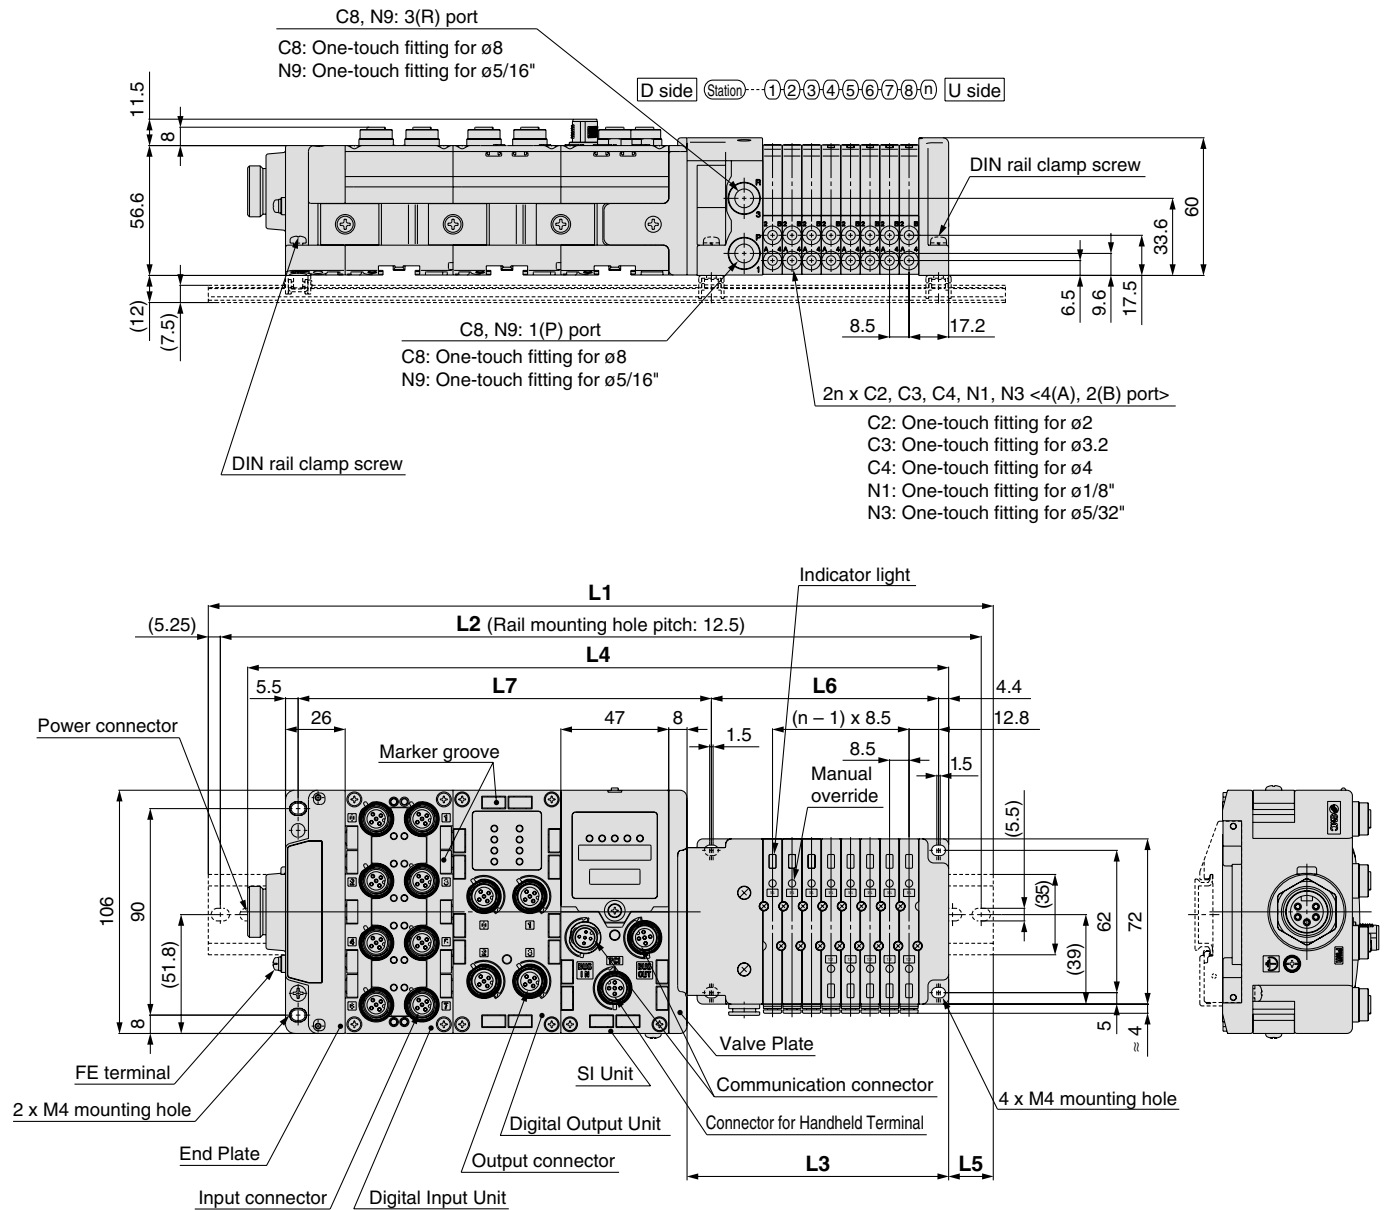 C8, N9: 3(R) port
C8: One-touch fitting for ø8
N9: One-touch fitting for ø5/16"
D side
Station
1 2 3 4 5 6 7 8 n
U side
11.5
8
56.6
(12)
(7.5)
R
3
P
1
DIN rail clamp screw
60
33.6
17.5
9.6
6.5
8.5
17.2
C8, N9: 1(P) port
C8: One-touch fitting for ø8
N9: One-touch fitting for ø5/16"
2n x C2, C3, C4, N1, N3 <4(A), 2(B) port>
C2: One-touch fitting for ø2
C3: One-touch fitting for ø3.2
C4: One-touch fitting for ø4
N1: One-touch fitting for ø1/8"
N3: One-touch fitting for ø5/32"
DIN rail clamp screw
Indicator light
L1
(5.25)
L2 (Rail mounting hole pitch: 12.5)
L4
5.5
L7
L6
4.4
26
47
8
(n – 1) x 8.5
12.8
Power connector
Marker groove
1.5
8.5
1.5
Manual
override
(5.5)
106
90
(51.8)
8
BUS
IN
PCI
BUS
OUT
(35)
(39)
62
72
5
≈ 4
SMC
PWR
FE terminal
2 x M4 mounting hole
End Plate
Input connector
Digital Input Unit
Output connector
Digital Output Unit
SI Unit
Valve Plate
Communication connector
Connector for Handheld Terminal
4 x M4 mounting hole
L3
L5